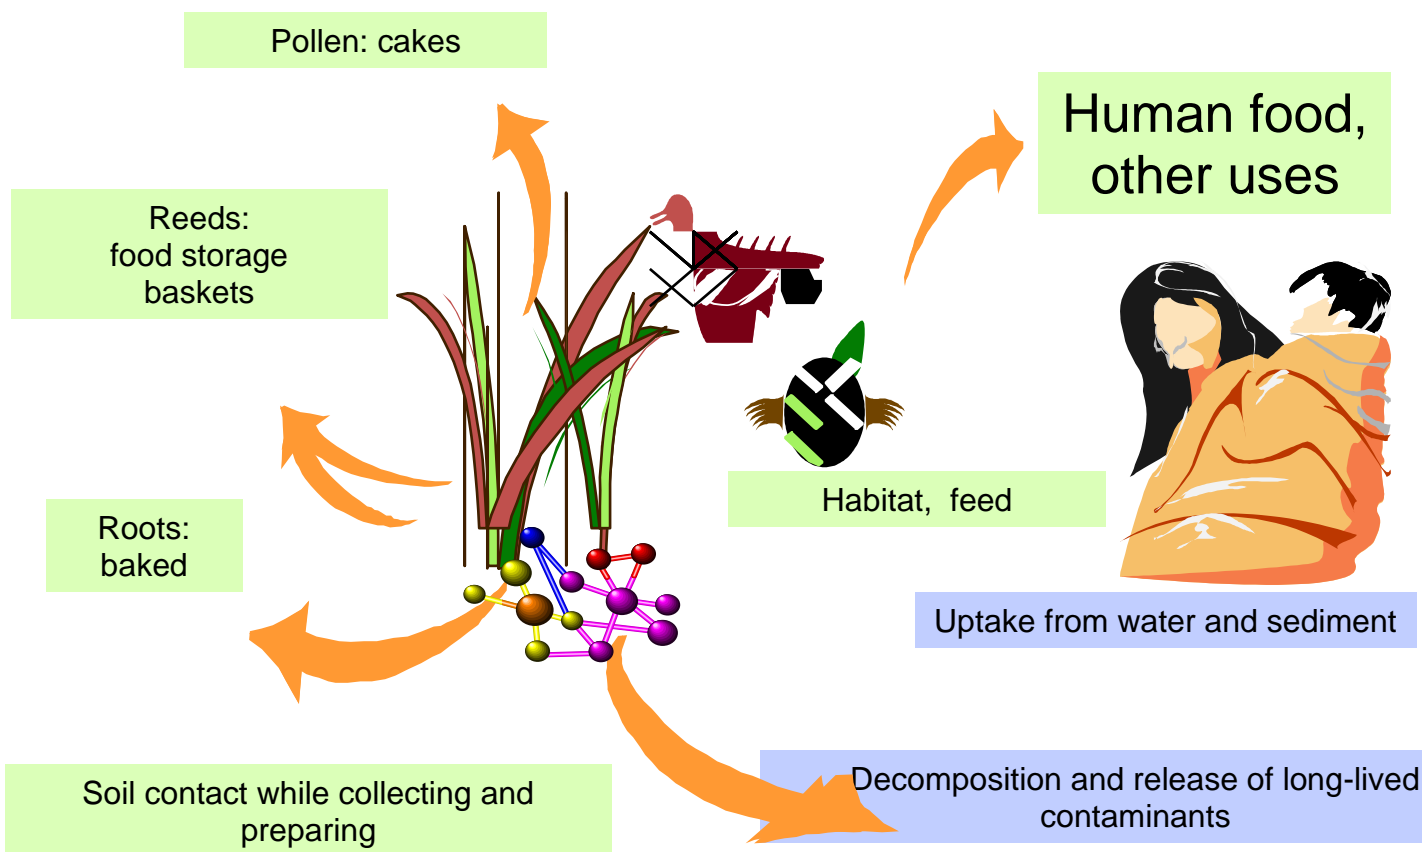 Pollen: cakes
Human food,
other uses
Reeds:
food storage
baskets
Habitat, feed
Roots:
baked
Uptake from water and sediment
Soil contact while collecting and
preparing
Decomposition and release of long-lived
contaminants